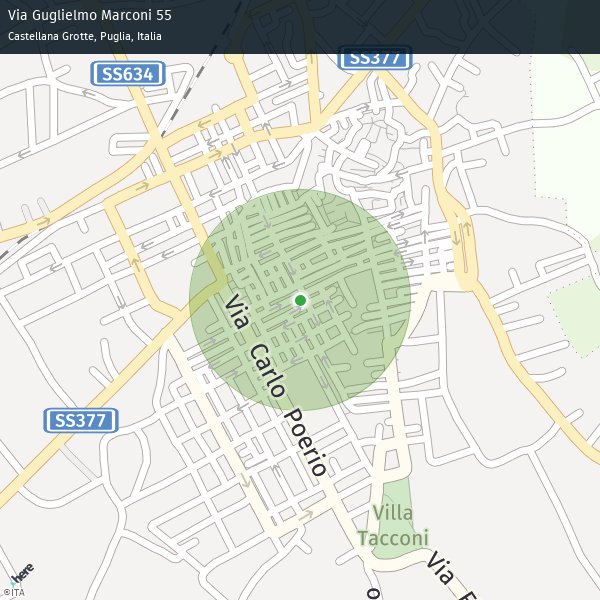 Via Guglielmo Marconi 55
Castellana Grotte, Puglia, Italia
SS377
SS634
Via Carlo Poerio
SS377
Villa
Tacconi
Via
here
©ITA